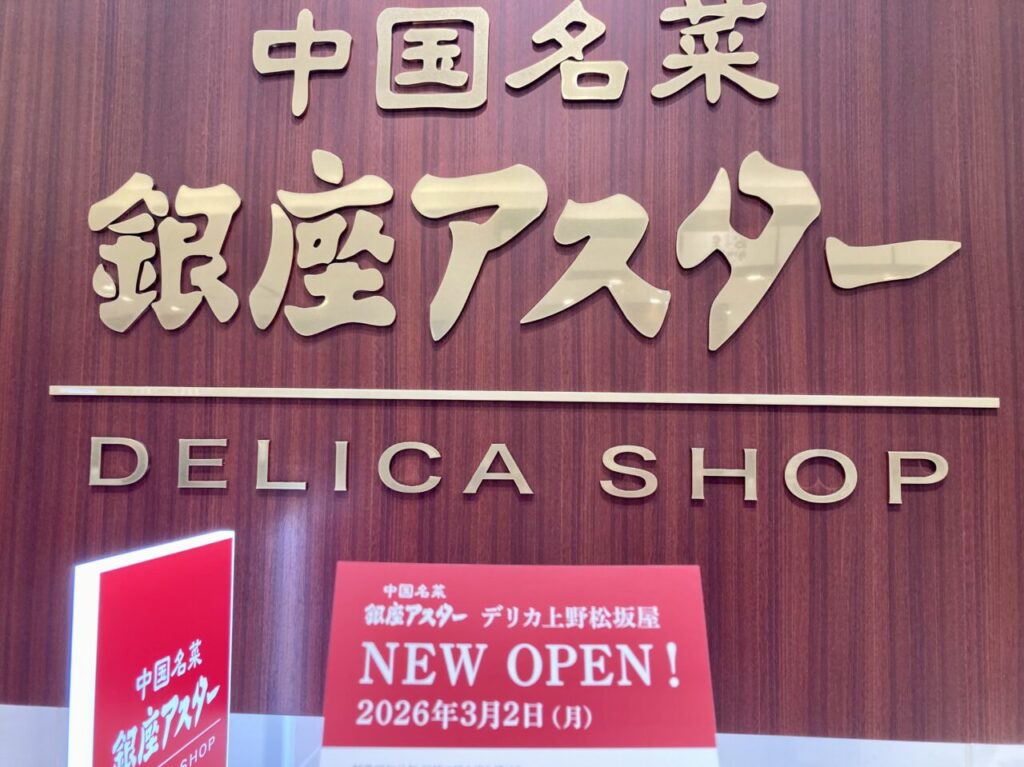 中国名菜
銀座アスター
DELICA SHOP
中国名菜
銀座アスター
SHOP
中国名菜
銀座アスター デリカ上野松坂屋
NEW OPEN!
2026年3月2日(月)